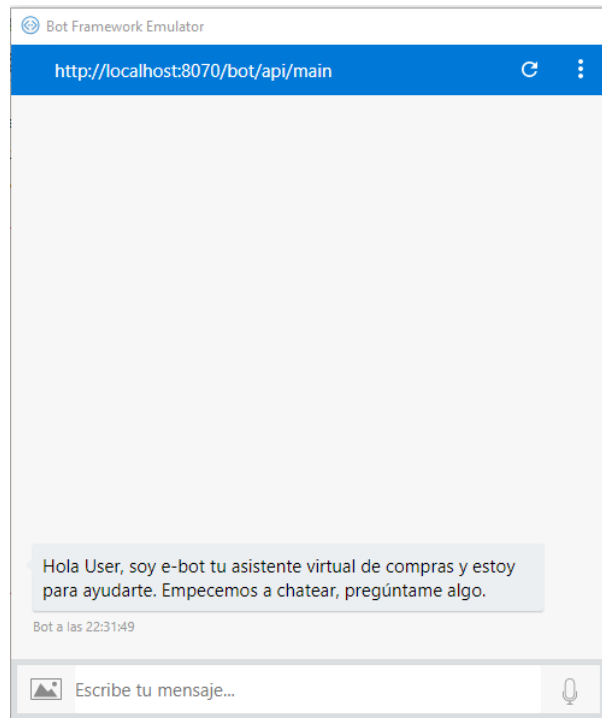 Bot Framework Emulator
http://localhost:8070/bot/api/main
Hola User, soy e-bot tu asistente virtual de compras y estoy
para ayudarte. Empecemos a chatear, pregúntame algo.
Bot a las 22:31:49
Escribe tu mensaje...